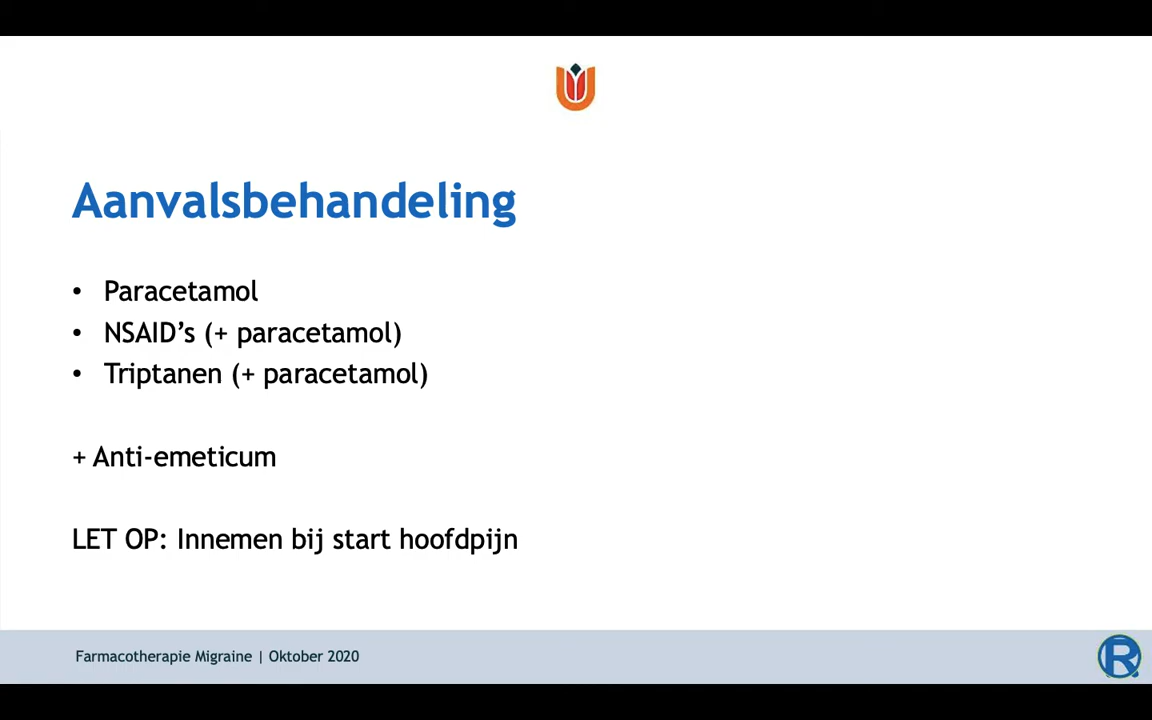 Aanvalsbehandeling
• Paracetamol
• NSAID’s (+ paracetamol)
• Triptanen (+ paracetamol)
+ Anti-emeticum
LET OP: Innemen bij start hoofdpijn
Farmacotherapie Migraine | Oktober 2020
R